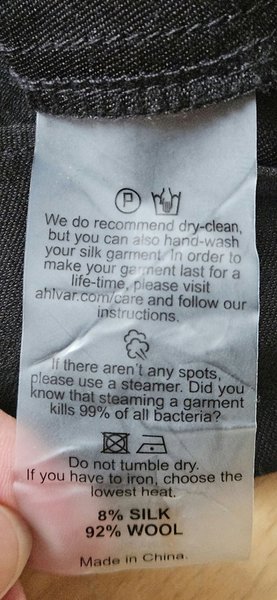 P
We do recommend dry-clean,
but you can also hand-wash
your silk garment. In order to
make your garment last for a
life-time, please visit
ahlvar.com/care and follow our
instructions.
If there aren't any spots,
please use a steamer. Did you
know that steaming a garment
kills 99% of all bacteria?
Do not tumble dry.
If you have to iron, choose the
lowest heat.
8% SILK
92% WOOL
Made in China.